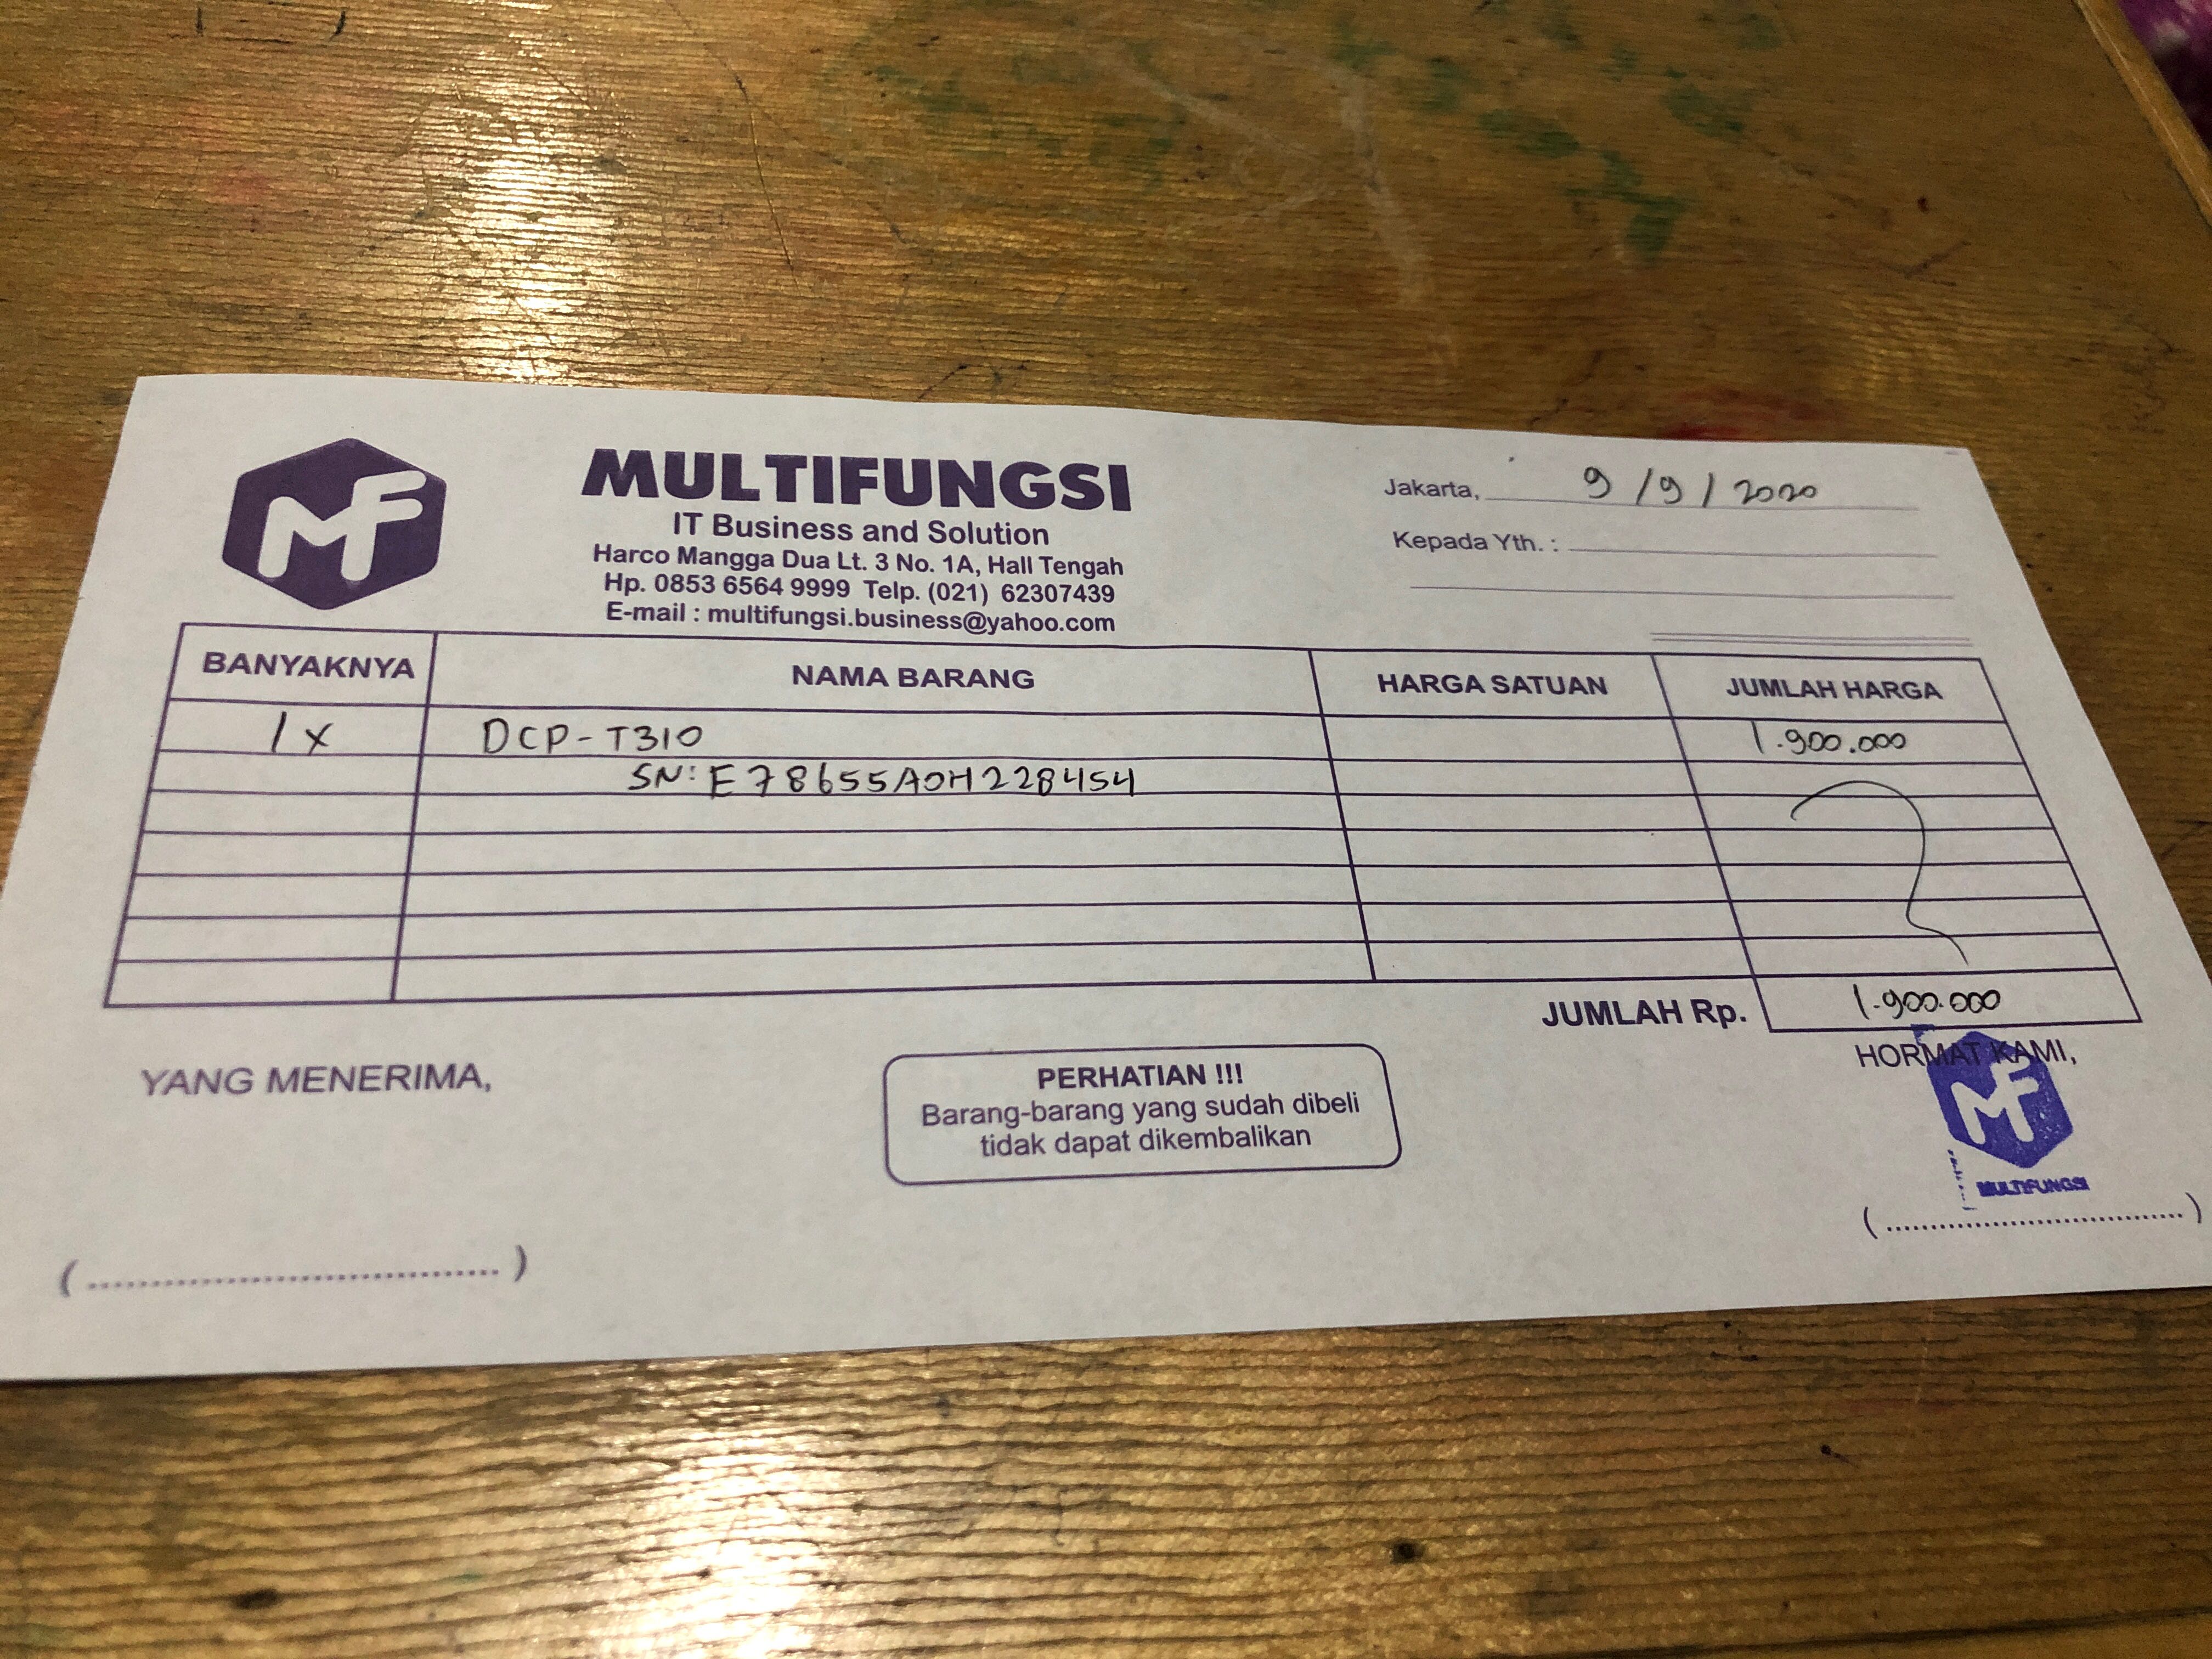 MF
MULTIFUNGSI
IT Business and Solution
Harco Mangga Dua Lt. 3 No. 1A, Hall Tengah
Hp. 0853 6564 9999 Telp. (021) 62307439
E-mail : multifungsi.business@yahoo.com
Jakarta, 9/9/2020
Kepada Yth. :
BANYAKNYA NAMA BARANG HARGA SATUAN JUMLAH HARGA
1x DCP-T310 1.900.000
SN: E78655A0H228454
JUMLAH Rp. 1.900.000
YANG MENERIMA,
PERHATIAN !!!
Barang-barang yang sudah dibeli
tidak dapat dikembalikan
HORMAT KAMI,
MF
MULTIFUNGSI
(....................................)
(....................................)